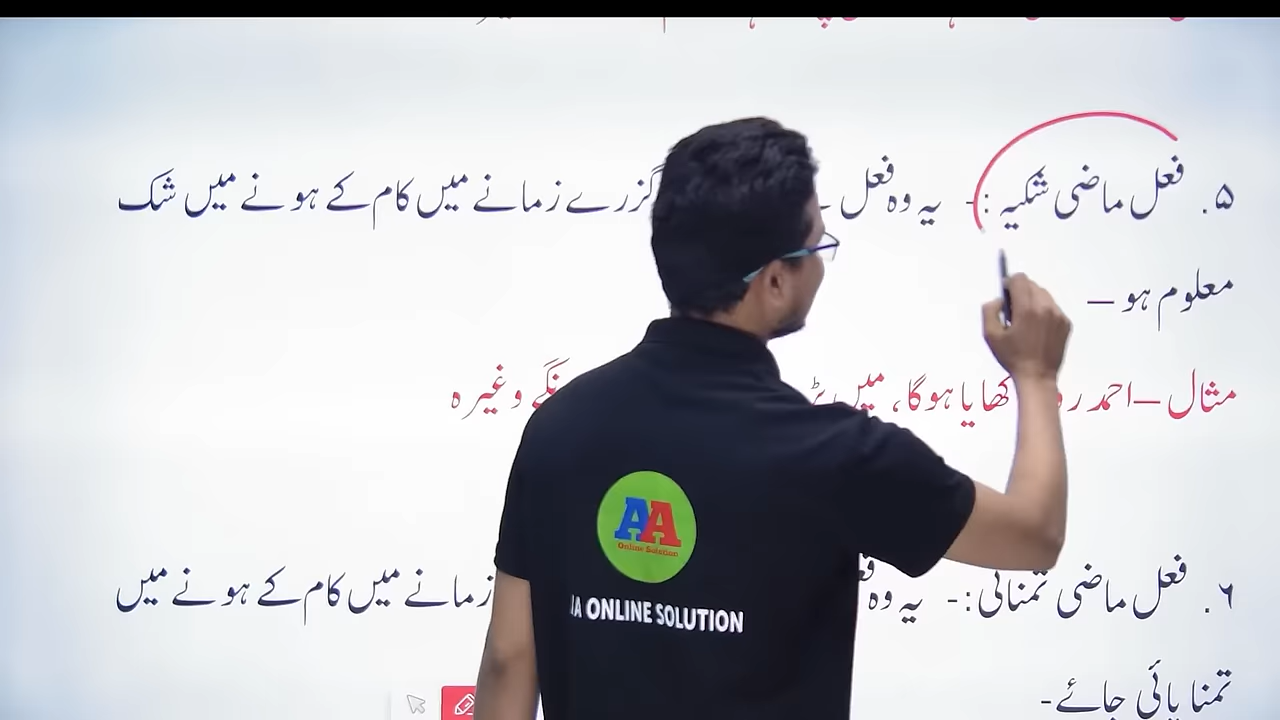 ۵. فعل ماضی شکیہ :- یہ وہ فعل گزرے زمانے میں کام کے ہونے میں شک
معلوم ہو –
مثال – احمد کھایا ہوگا، میں وغیرہ
۶. فعل ماضی تمنائی :- یہ وہ زمانے میں کام کے ہونے میں
تمنا پائی جائے -
AA
Online Solution
A ONLINE SOLUTION